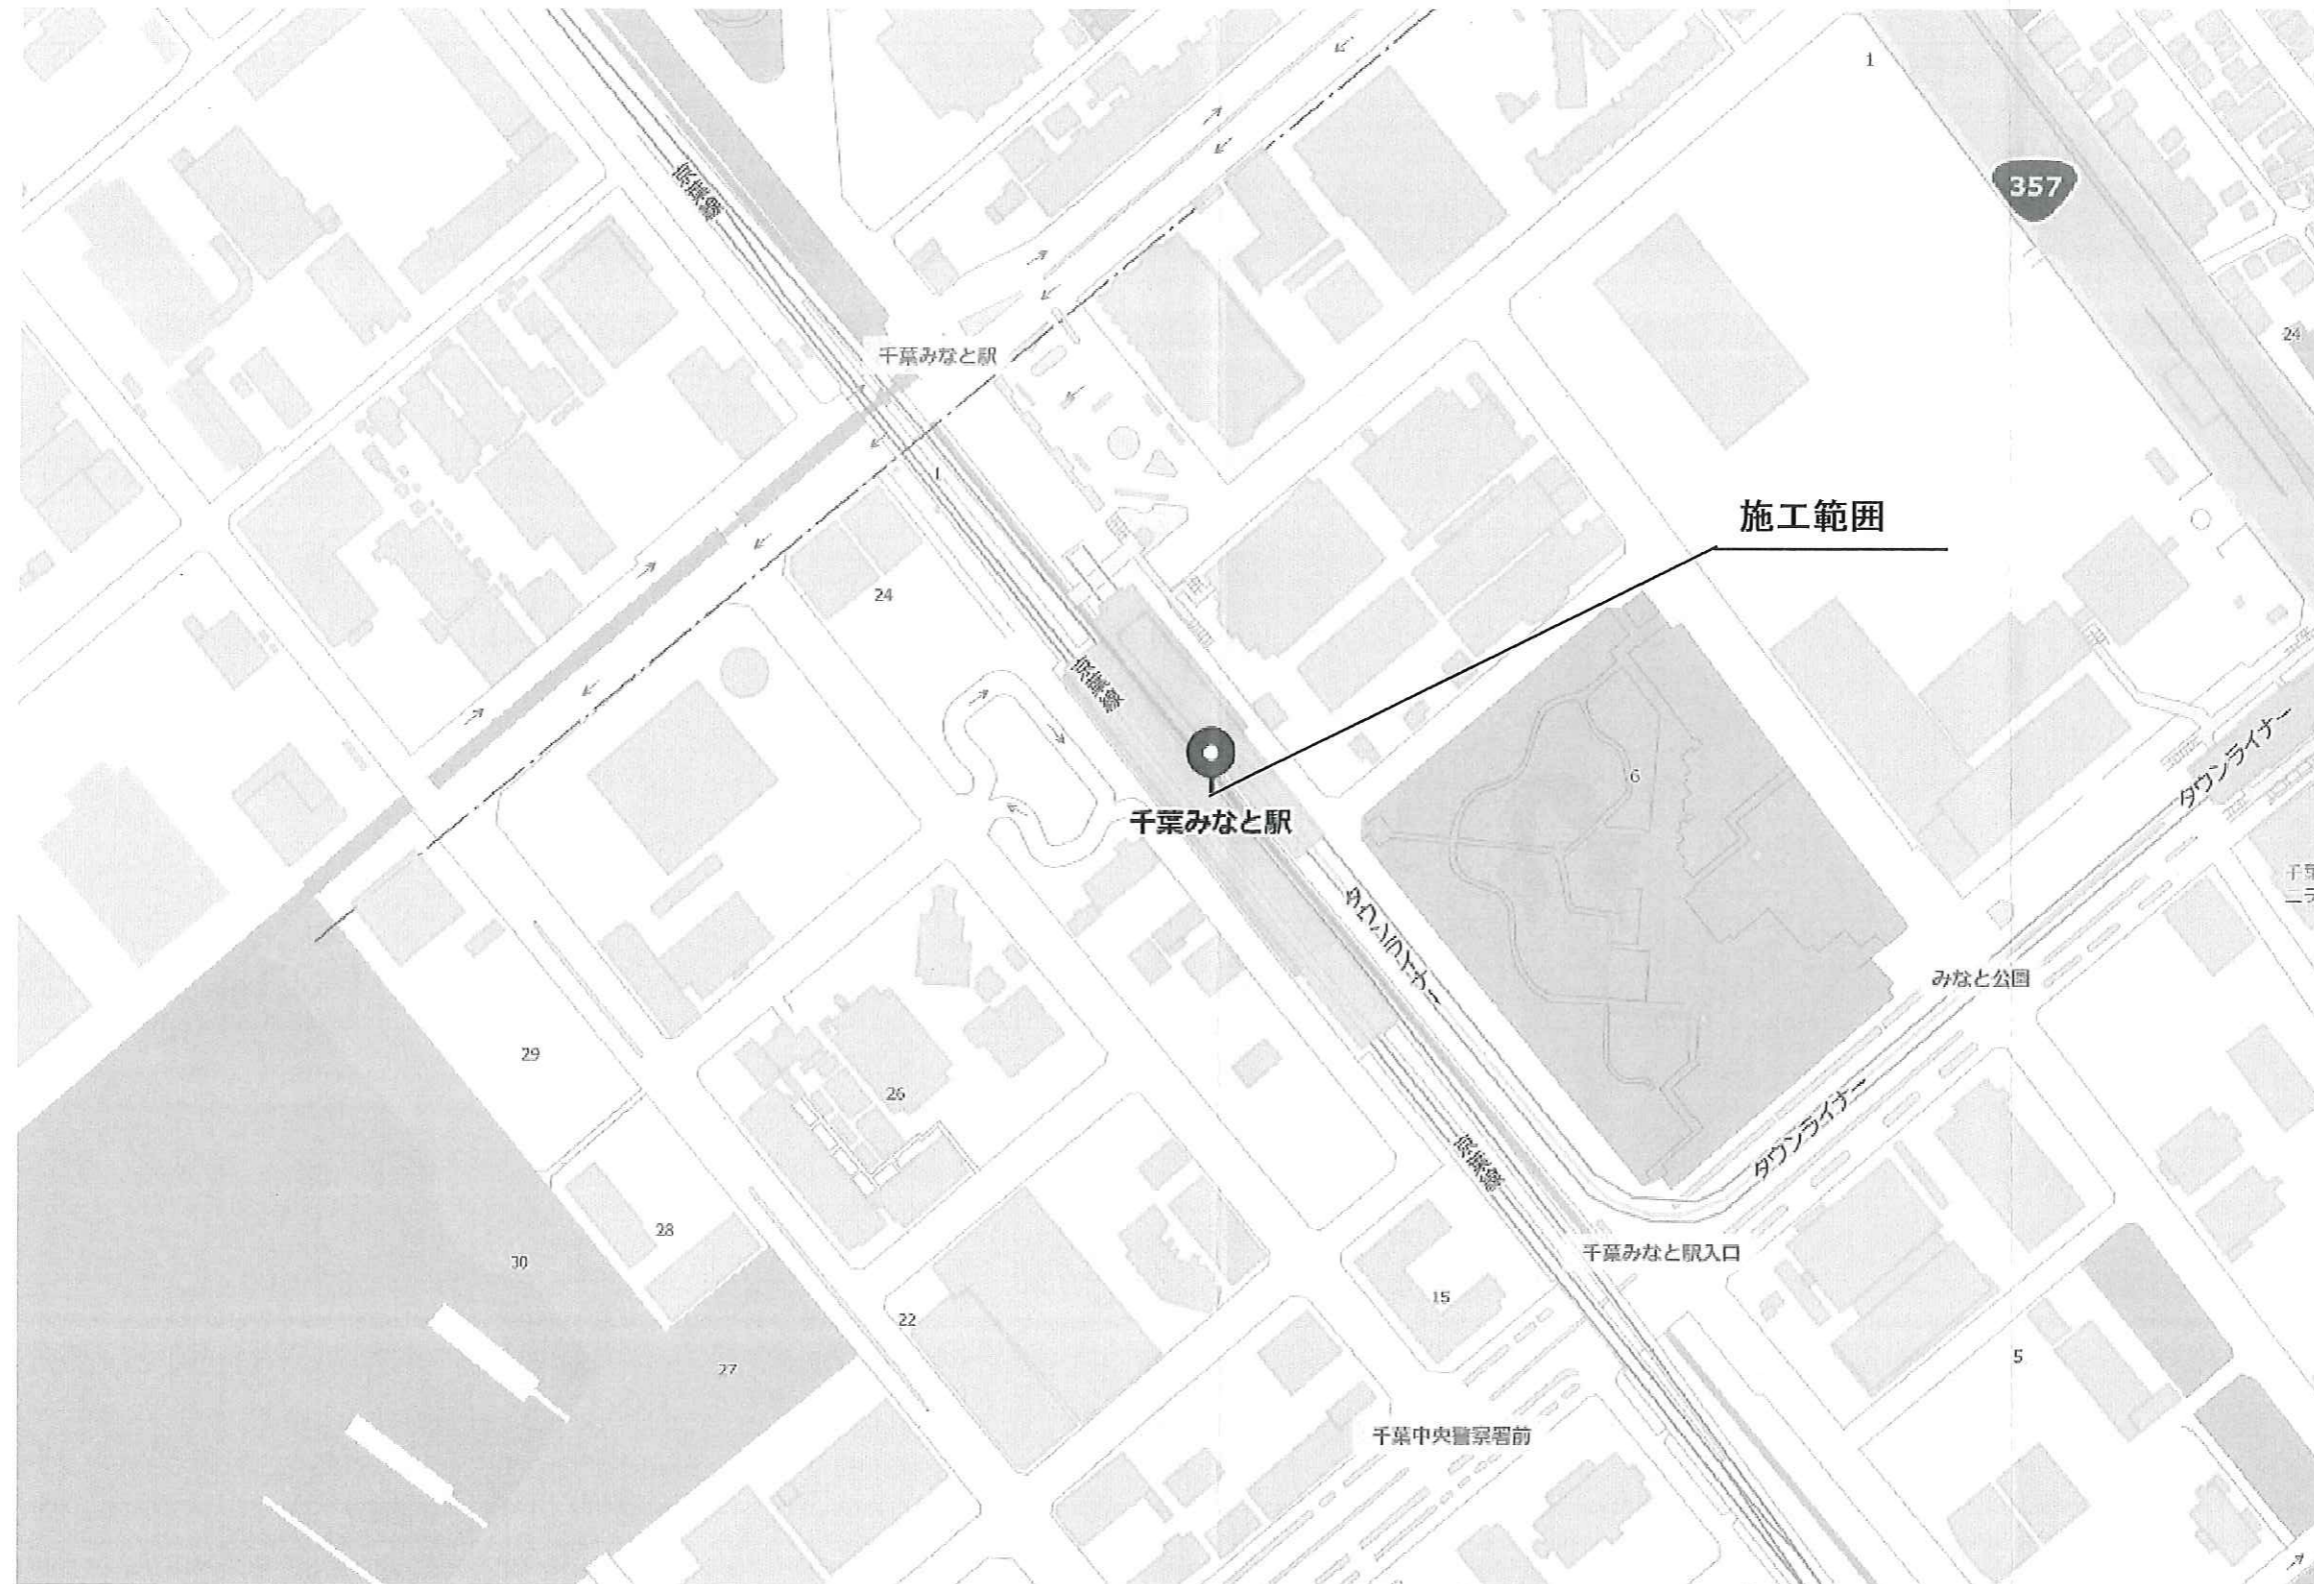 1
京葉線
357
24
千葉みなと駅
施工範囲
24
京葉線
6
タウンライナー
千葉みなと駅
タウンライナー
みなと公園
29
26
タウンライナー
京葉線
28
千葉みなと駅入口
30
15
22
5
27
千葉中央警察署前